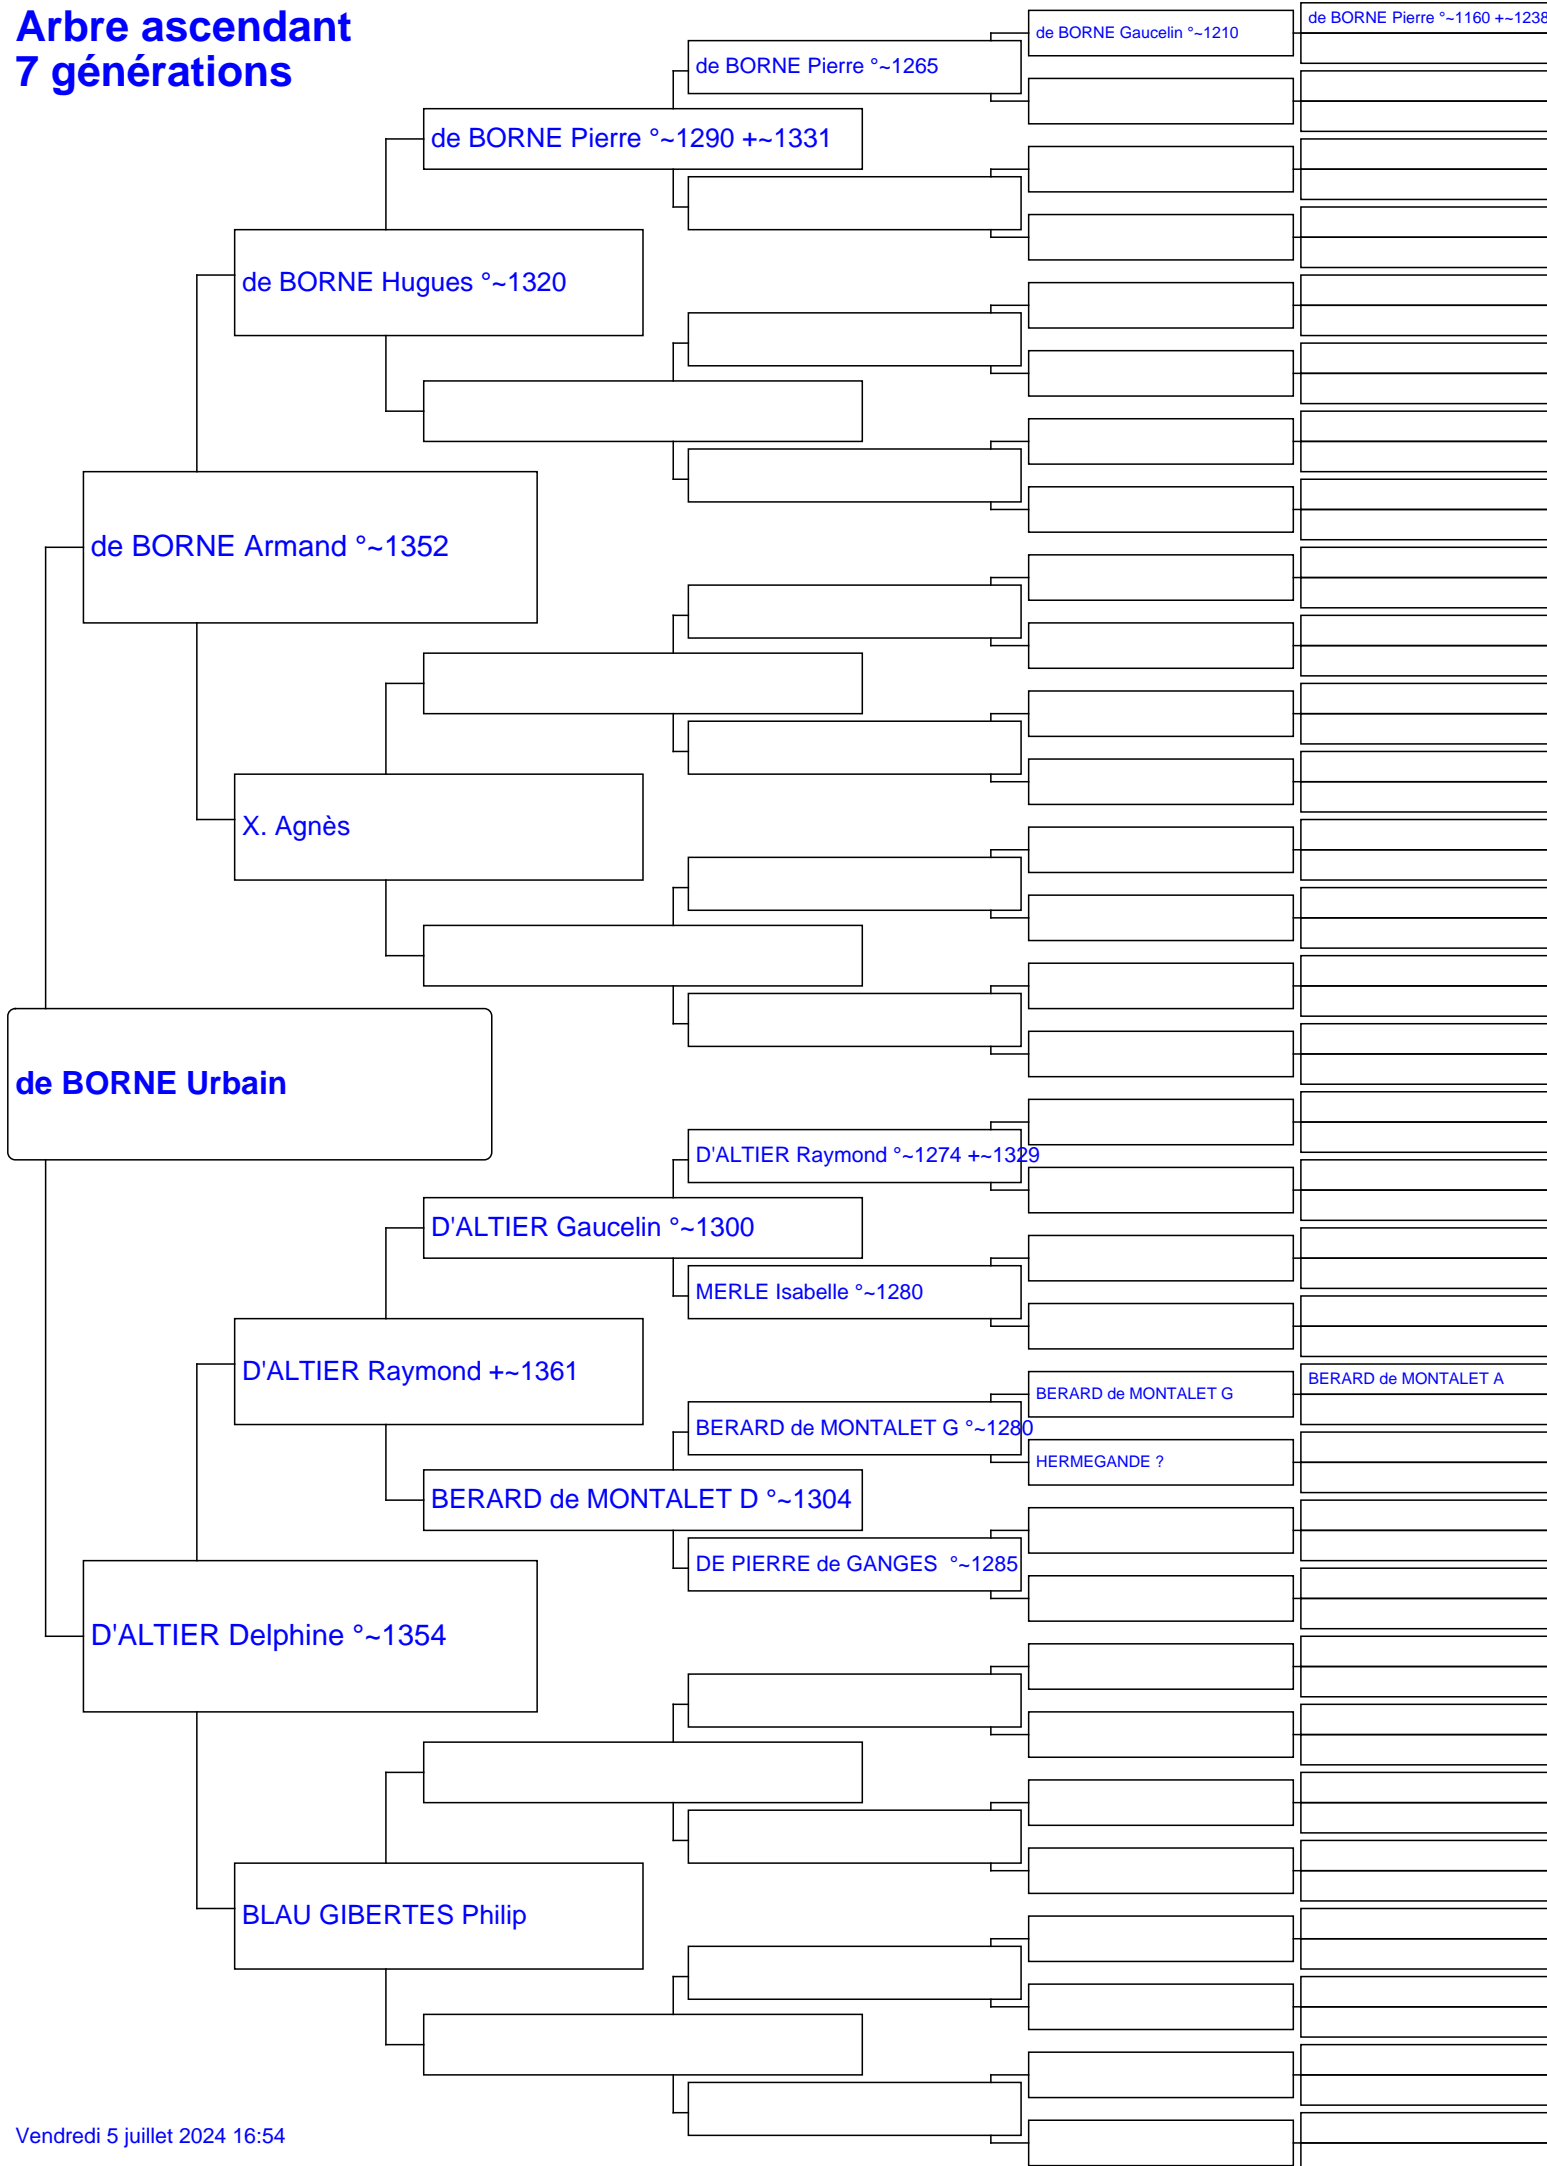 Arbre ascendant
7 générations
de BORNE Pierre °~1160 +~1238
de BORNE Gaucelin °~1210
de BORNE Pierre °~1265
de BORNE Pierre °~1290 +~1331
de BORNE Hugues °~1320
de BORNE Armand °~1352
X. Agnès
de BORNE Urbain
D'ALTIER Raymond °~1274 +~1329
D'ALTIER Gaucelin °~1300
MERLE Isabelle °~1280
D'ALTIER Raymond +~1361
BERARD de MONTALET A
BERARD de MONTALET G
BERARD de MONTALET G °~1280
HERMEGANDE ?
BERARD de MONTALET D °~1304
DE PIERRE de GANGES  °~1285
D'ALTIER Delphine °~1354
BLAU GIBERTES Philip
Vendredi 5 juillet 2024 16:54